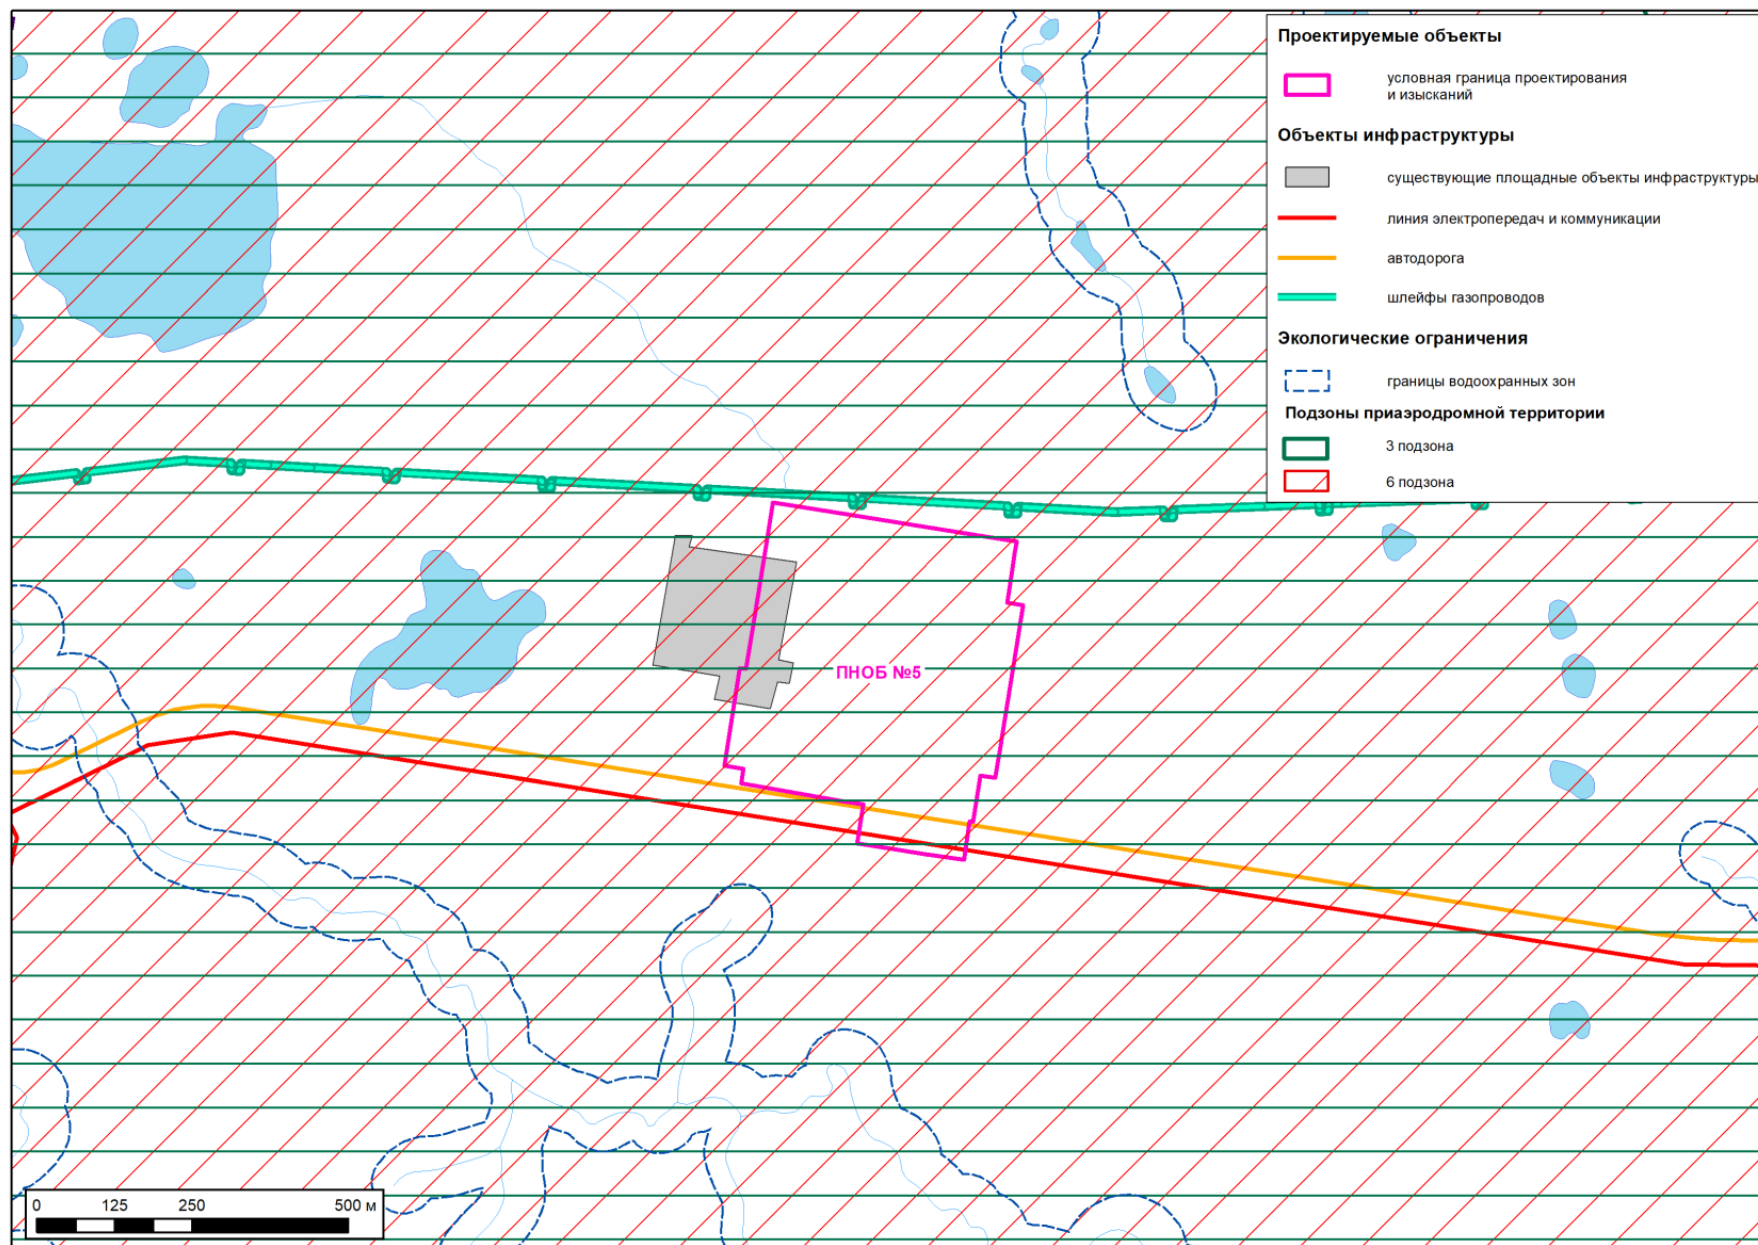 Проектируемые объекты
условная граница проектирования
и изысканий
Объекты инфраструктуры
существующие площадные объекты инфраструктуры
линия электропередач и коммуникации
автодорога
шлейфы газопроводов
Экологические ограничения
границы водоохранных зон
Подзоны приаэродромной территории
3 подзона
6 подзона
ПНОБ №5
0 125 250 500 м